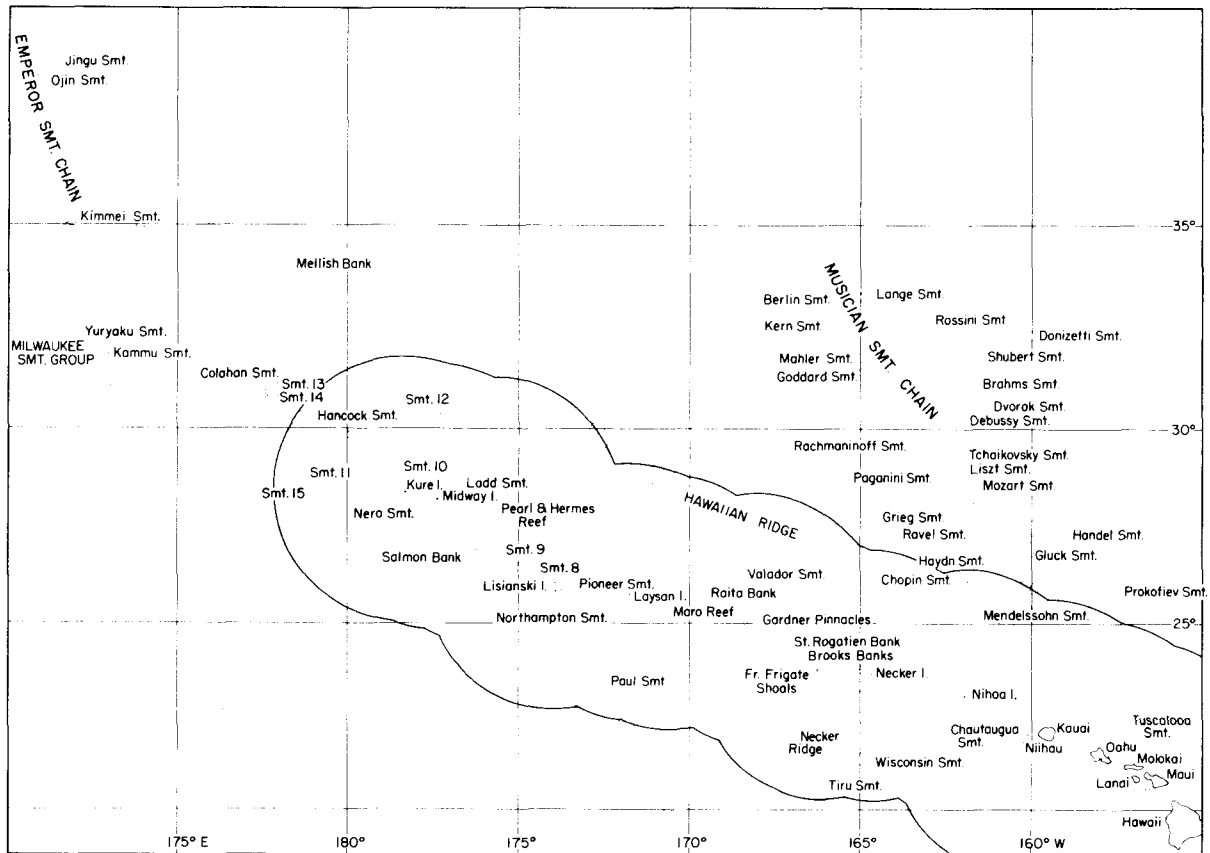 EMPEROR SMT. CHAIN
Jingu Smt.
Ojin Smt.
Kimmei Smt.
35°
Mellish Bank
MUSICIAN SMT. CHAIN
Berlin Smt.
Lange Smt.
Kern Smt.
Rossini Smt
Donizetti Smt.
Yuryaku Smt.
MILWAUKEE
SMT. GROUP
Kammu Smt.
Mahler Smt.
Shubert Smt.
Colahan Smt.
Goddard Smt.
Smt. 13
Brahms Smt.
Smt. 14
Smt. 12
Dvorak Smt.
Hancock Smt.
Debussy Smt.
30°
Rachmaninoff Smt.
Tchaikovsky Smt.
Smt. 11
Smt. 10
Liszt Smt.
Paganini Smt.
Kure I.
Ladd Smt.
Mozart Smt.
Smt. 15
Midway I.
Nero Smt.
Pearl & Hermes
Reef
HAWAIIAN RIDGE
Grieg Smt.
Ravel Smt.
Handel Smt.
Salmon Bank
Smt. 9
Gluck Smt.
Smt. 8
Haydn Smt.
Valador Smt.
Chopin Smt.
Lisianski I.
Pioneer Smt.
Laysan I.
Raita Bank
Prokofiev Smt.
Maro Reef
Northampton Smt.
Gardner Pinnacles
Mendelssohn Smt.
25°
St. Rogatien Bank
Brooks Banks
Paul Smt
Fr. Frigate
Shoals
Necker I.
Nihoa I.
Necker
Ridge
Chautaugua
Smt.
Kauai
Niihau
Tuscalooa
Smt.
Oahu
Molokai
Wisconsin Smt.
Lanai
Maui
Tiru Smt.
Hawaii
175° E
180°
175°
170°
165°
160° W